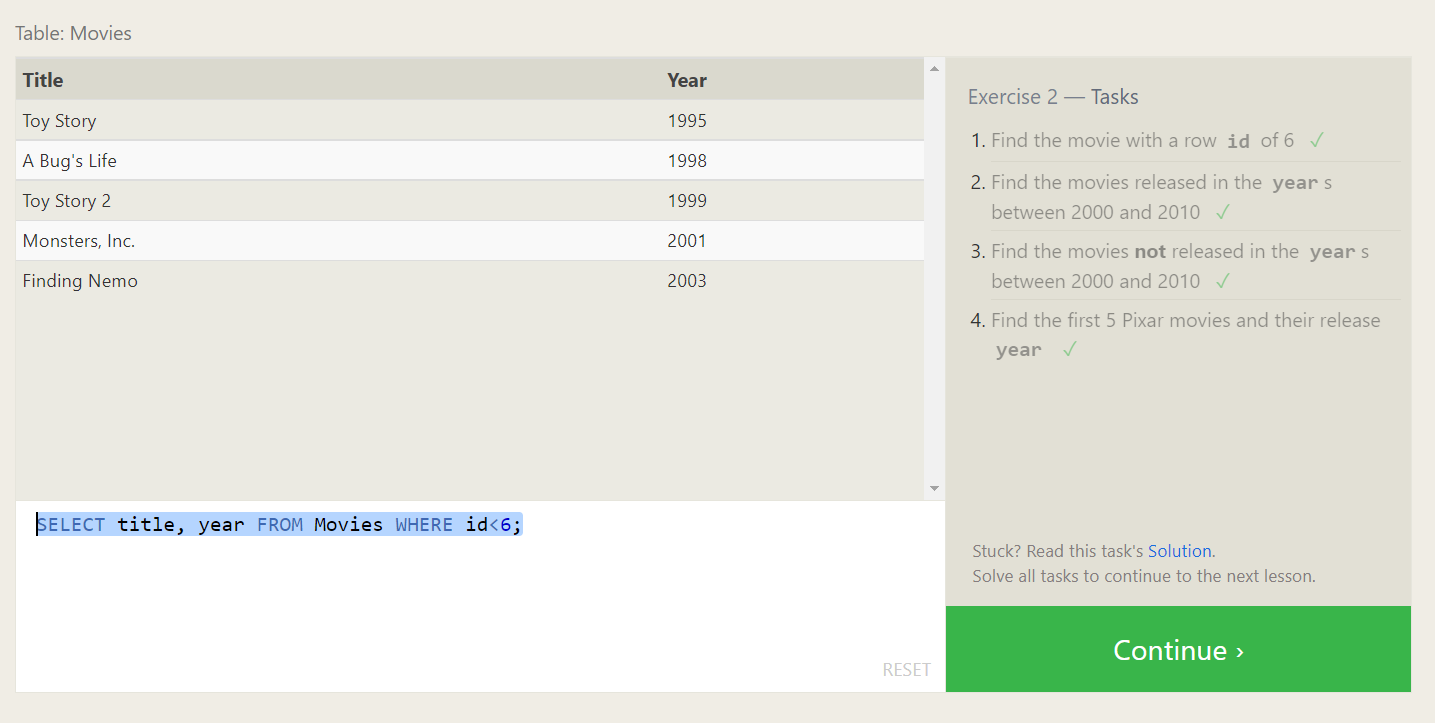 Table: Movies
Title Year
Toy Story 1995
A Bug's Life 1998
Toy Story 2 1999
Monsters, Inc. 2001
Finding Nemo 2003
SELECT title, year FROM Movies WHERE id<6;
RESET
Exercise 2 — Tasks
1. Find the movie with a row id of 6 ✓
2. Find the movies released in the year s
between 2000 and 2010 ✓
3. Find the movies not released in the year s
between 2000 and 2010 ✓
4. Find the first 5 Pixar movies and their release
year ✓
Stuck? Read this task's Solution.
Solve all tasks to continue to the next lesson.
Continue ›